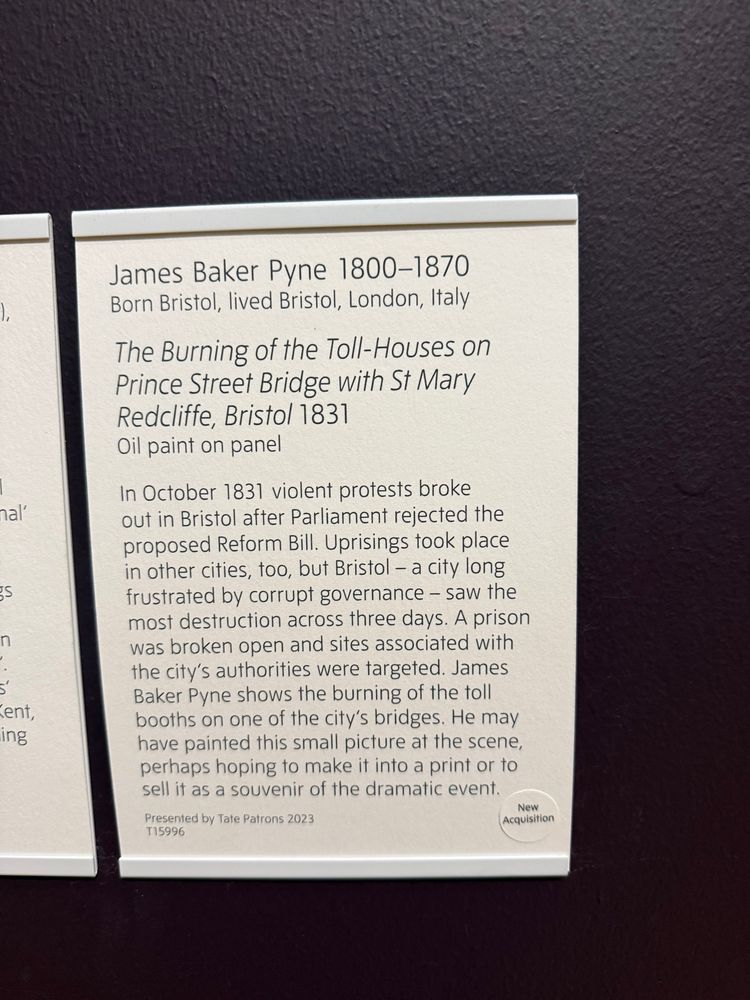 James Baker Pyne 1800–1870
Born Bristol, lived Bristol, London, Italy
The Burning of the Toll-Houses on
Prince Street Bridge with St Mary
Redcliffe, Bristol 1831
Oil paint on panel
In October 1831 violent protests broke
out in Bristol after Parliament rejected the
proposed Reform Bill. Uprisings took place
in other cities, too, but Bristol – a city long
frustrated by corrupt governance – saw the
most destruction across three days. A prison
was broken open and sites associated with
the city's authorities were targeted. James
Baker Pyne shows the burning of the toll
booths on one of the city's bridges. He may
have painted this small picture at the scene,
perhaps hoping to make it into a print or to
sell it as a souvenir of the dramatic event.
Presented by Tate Patrons 2023
T15996
New
Acquisition